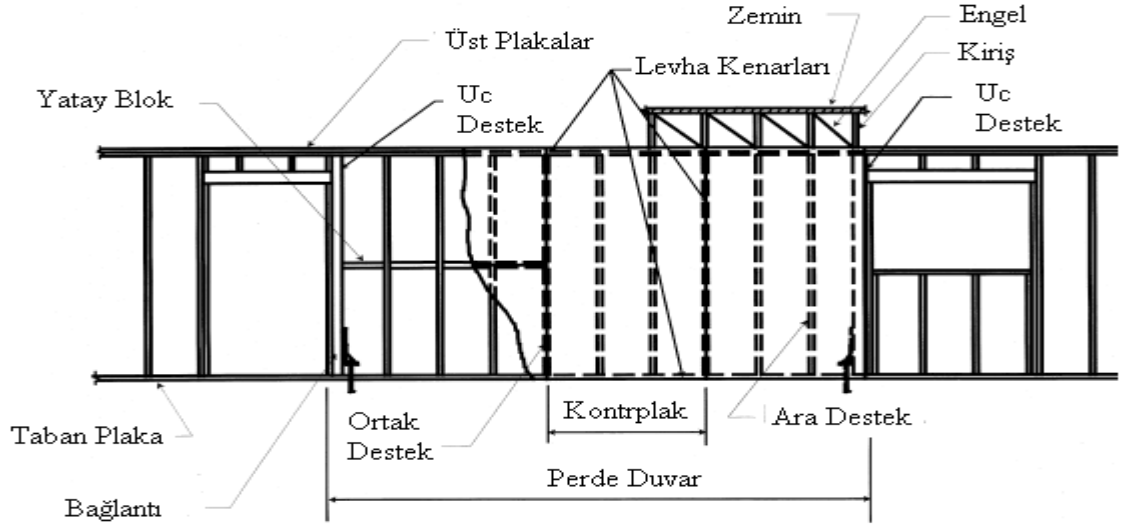 Zemin
Engel
Üst Plakalar
Levha Kenarları
Kiriş
Yatay Blok
Uc
Destek
Uc
Destek
Kontrplak
Ortak
Destek
Ara Destek
Taban Plaka
Perde Duvar
Bağlantı